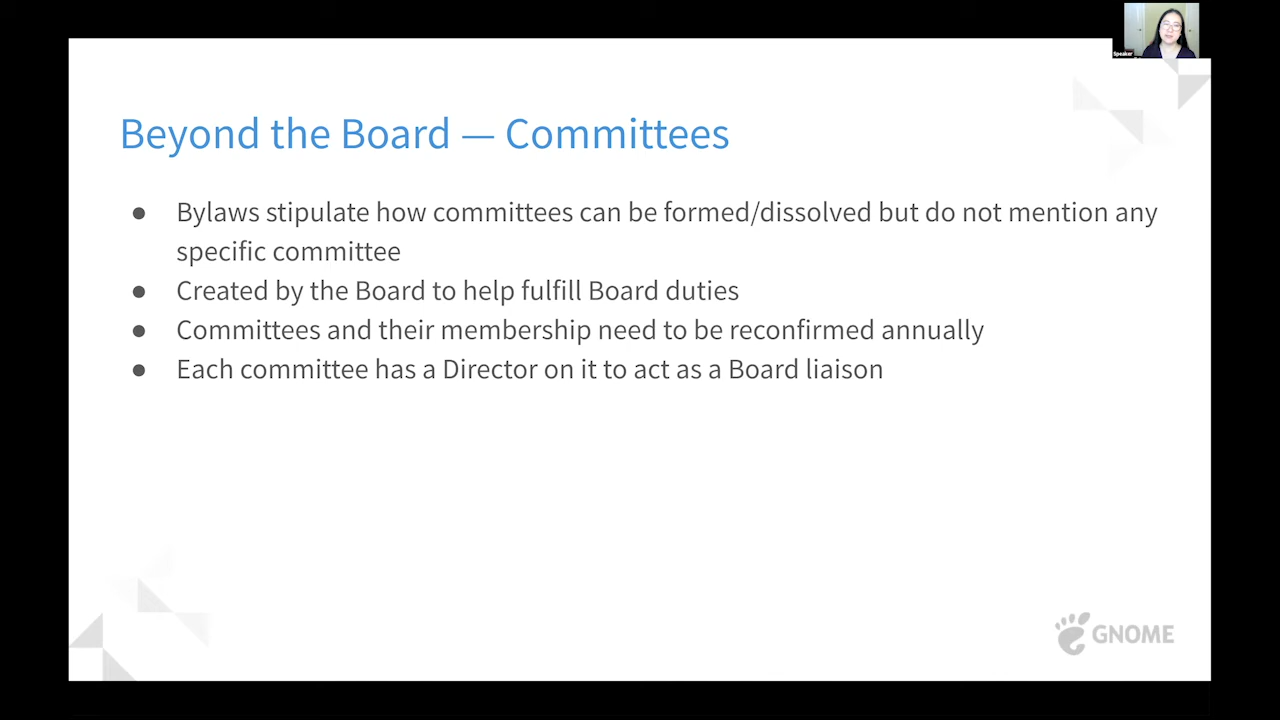 Speaker
Beyond the Board — Committees
● Bylaws stipulate how committees can be formed/dissolved but do not mention any
specific committee
● Created by the Board to help fulfill Board duties
● Committees and their membership need to be reconfirmed annually
● Each committee has a Director on it to act as a Board liaison
GNOME